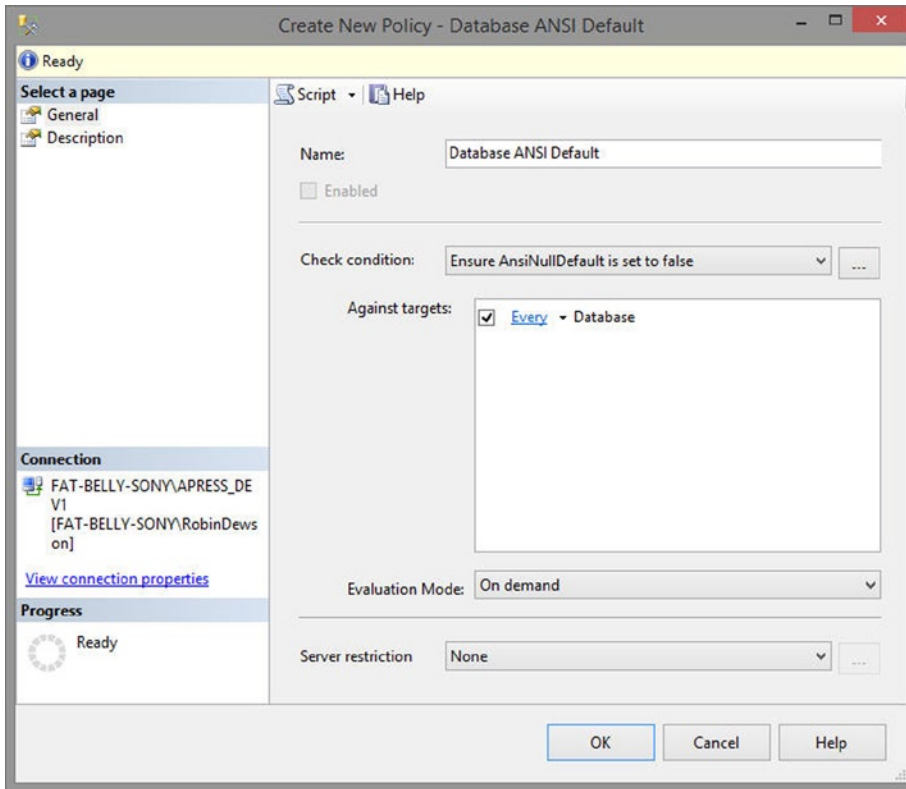 Create New Policy - Database ANSI Default
Ready
Select a page
General
Description
Script
Help
Name:
Database ANSI Default
Enabled
Check condition:
Ensure AnsiNullDefault is set to false
...
Against targets:
Every Database
Connection
FAT-BELLY-SONY\APRESS_DE
V1
[FAT-BELLY-SONY\RobinDews
on]
View connection properties
Evaluation Mode:
On demand
Progress
Ready
Server restriction
None
...
OK
Cancel
Help